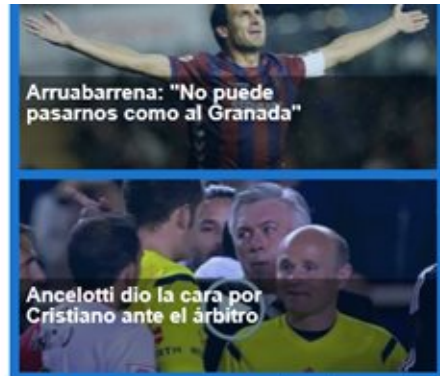 Arruabarrena: "No puede
pasarnos como al Granada"
Ancelotti dio la cara por
Cristiano ante el árbitro